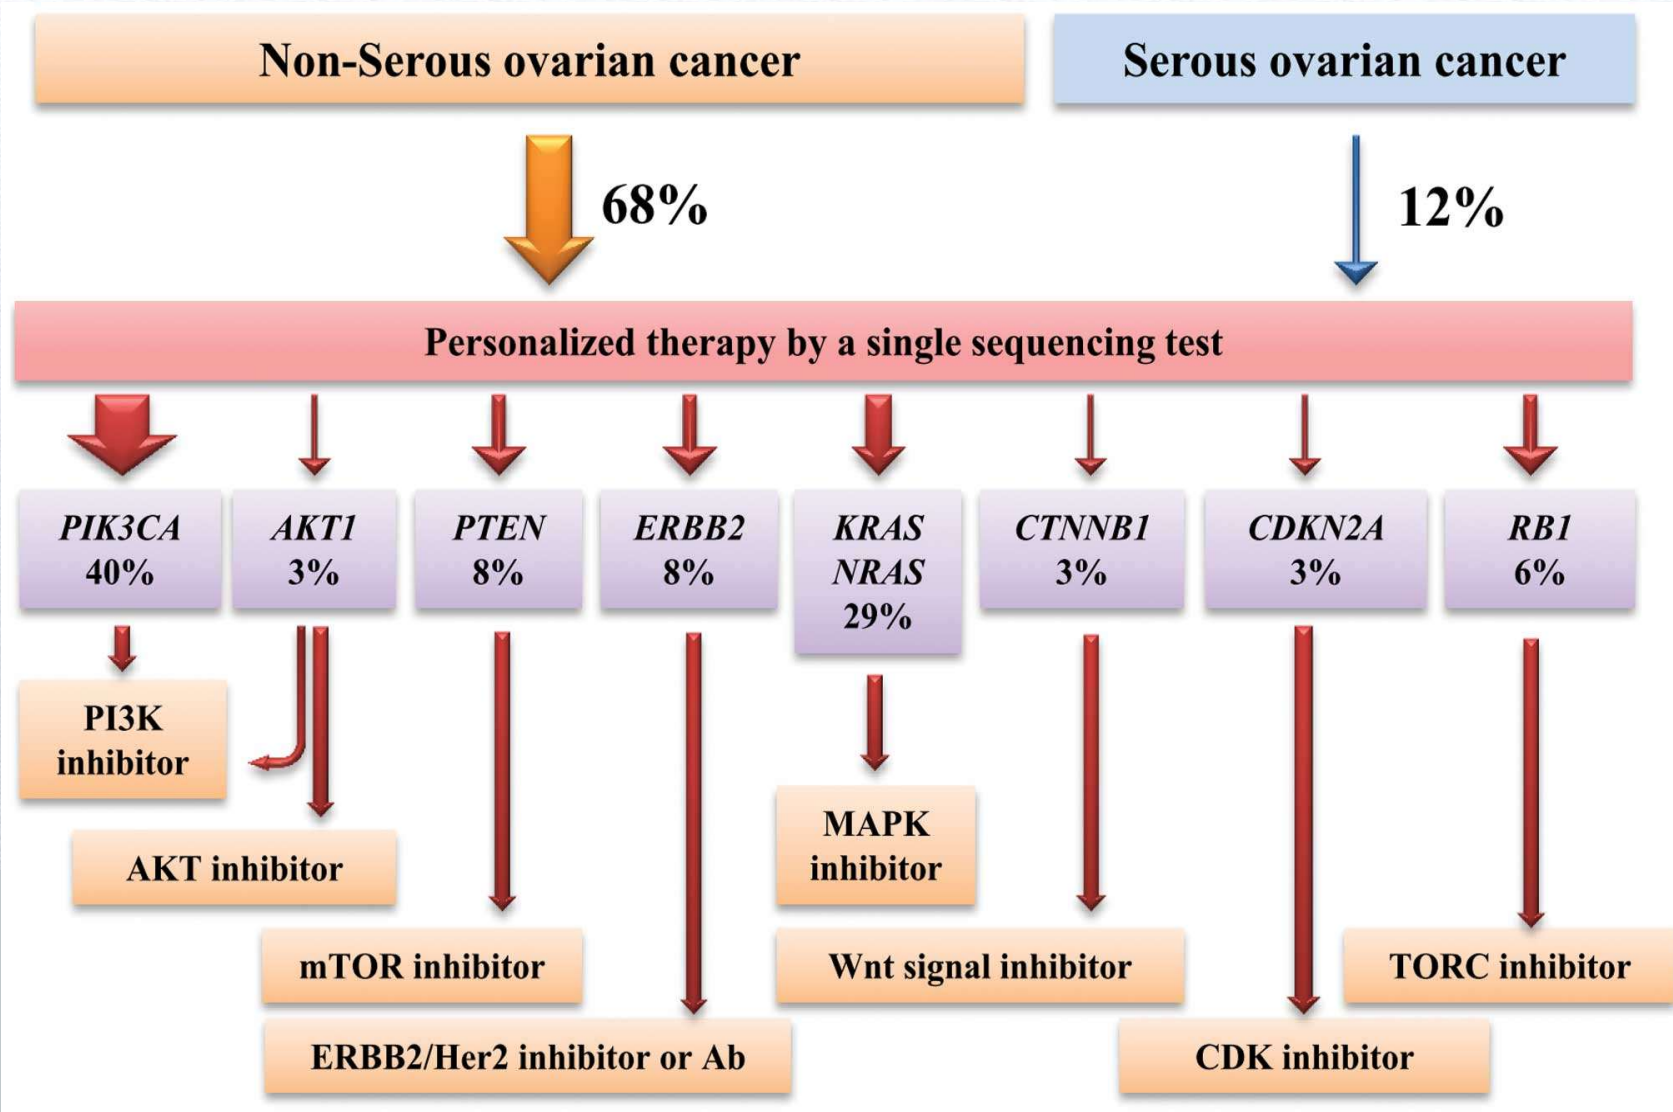 Non-Serous ovarian cancer
Serous ovarian cancer
68%
12%
Personalized therapy by a single sequencing test
PIK3CA
40%
AKT1
3%
PTEN
8%
ERBB2
8%
KRAS
NRAS
29%
CTNNB1
3%
CDKN2A
3%
RB1
6%
PI3K
inhibitor
AKT inhibitor
mTOR inhibitor
ERBB2/Her2 inhibitor or Ab
MAPK
inhibitor
Wnt signal inhibitor
CDK inhibitor
TORC inhibitor